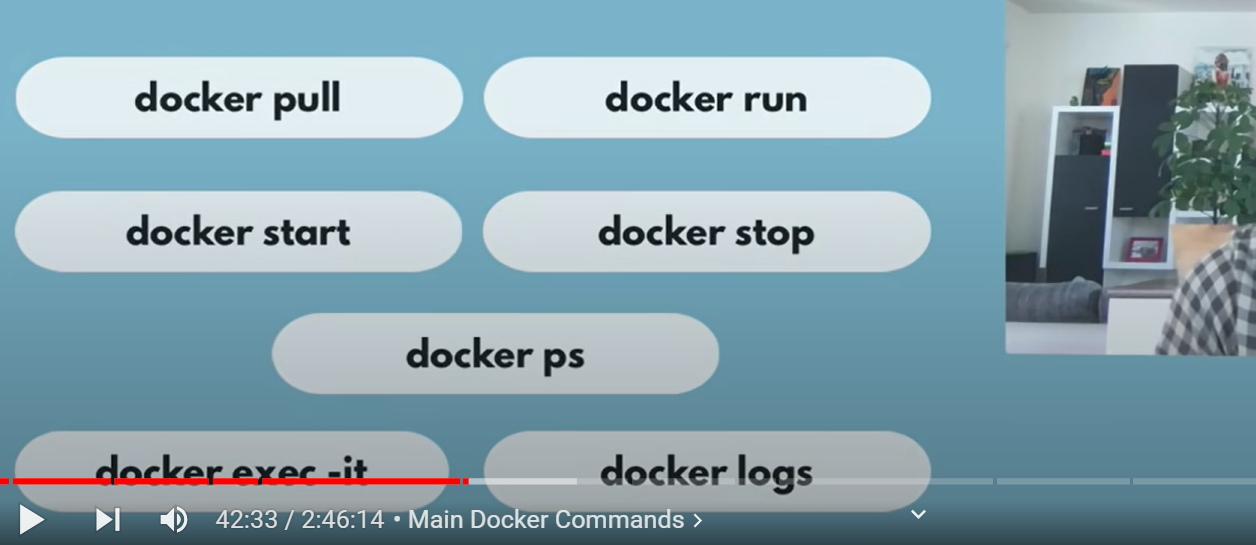 docker pull
docker run
docker start
docker stop
docker ps
docker exec -it
docker logs
42:33 / 2:46:14 • Main Docker Commands >